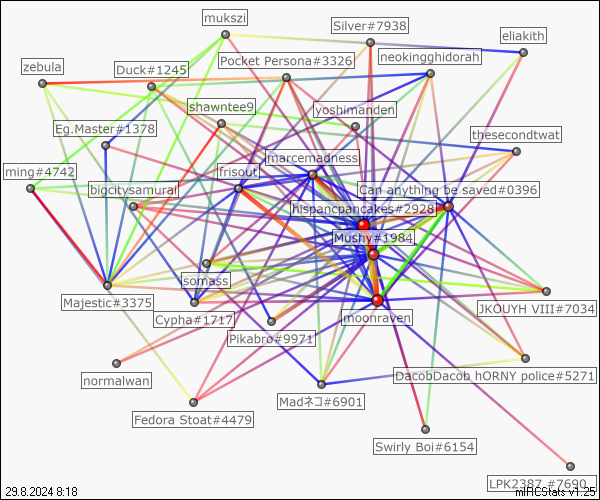 mukszi
Silver#7938
eliakith
zebula
Duck#1245
Pocket Persona#3326
neokingghidorah
shawntee9
yoshimanden
Eg.Master#1378
thesecondtwat
marcemadness
ming#4742
bigcitysamurai
frisout
Can anything be saved#0396
hispancpancakes#2928
Mushy#1984
somass
Majestic#3375
Cypha#1717
moonraven
JKOUYH VIII#7034
Pikabro#9971
normalwan
DacobDacob hORNY police#5271
Madネコ#6901
Fedora Stoat#4479
Swirly Boi#6154
LPK2387_#7690
29.8.2024 8:18
mIRCStats v1.25